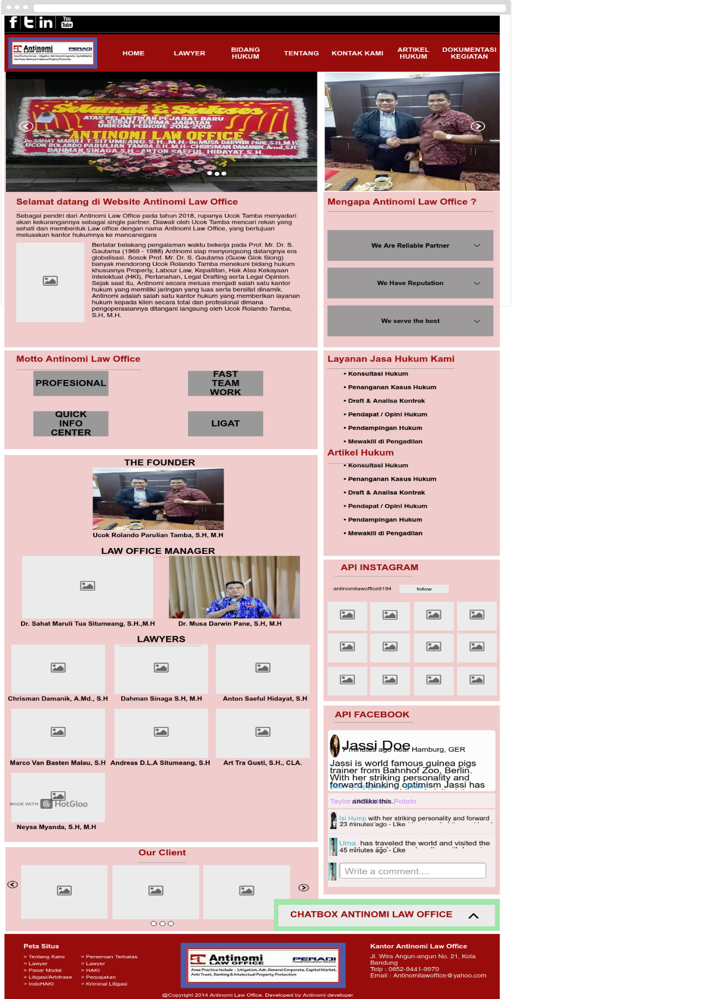 f t in You
Tube
Antinomi
LAW OFFICE
PERADI
Area Practice Include : Litigation, Adr, General Corporate, Capital Market,
Anti Trust, Banking & Intelectual Property Protection
HOME
LAWYER
BIDANG
HUKUM
TENTANG
KONTAK KAMI
ARTIKEL
HUKUM
DOKUMENTASI
KEGIATAN
Selamat & Sukses
ATAS PELANTIKAN PEJABAT BARU
& SERAH TERIMA JABATAN
UNIKOM PERIODE 2016-2018
ANTINOMI LAW OFFICE
Dr. SAHAT MARULI T. SITUMEANG, S.H., M.H - Dr. MUSA DARWIN PANE, S.H, M.H
UCOK ROLANDO PARULIAN TAMBA, S.H, M.H - CHRISMAN DAMANIK, Amd, S.H
DAHMAN SINAGA, S.H - ANTON SAEFUL HIDAYAT, S.H.
Selamat datang di Website Antinomi Law Office
Sebagai pendiri dari Antinomi Law Office pada tahun 2018, rupanya Ucok Tamba menyadari
akan kekurangannya sebagai single partner. Diawali oleh Ucok Tamba mencari rekan yang
sehati dan membentuk Law office dengan nama Antinomi Law Office, yang bertujuan
meluaskan kantor hukumnya ke mancanegara
Berlatar belakang pengalaman waktu bekerja pada Prof. Mr. Dr. S.
Gautama (1969 - 1988) Antinomi siap menyongsong datangnya era
globalisasi. Sosok Prof. Mr. Dr. S. Gautama (Guow Giok Siong)
banyak mendorong Ucok Rolando Tamba menekuni bidang hukum
khususnya Property, Labour Law, Kepailitan, Hak Atas Kekayaan
Intelektual (HKI), Pertanahan, Legal Drafting serta Legal Opinion.
Sejak saat itu, Antinomi secara meluas menjadi salah satu kantor
hukum yang memiliki jaringan yang luas serta bersifat dinamik.
Antinomi adalah salah satu kantor hukum yang memberikan layanan
hukum kepada klien secara total dan profesional dimana
pengoperasiannya ditangani langsung oleh Ucok Rolando Tamba,
S.H, M.H.
Mengapa Antinomi Law Office ?
We Are Reliable Partner
We Have Reputation
We serve the best
Motto Antinomi Law Office
PROFESIONAL
FAST
TEAM
WORK
QUICK
INFO
CENTER
LIGAT
Layanan Jasa Hukum Kami
• Konsultasi Hukum
• Penanganan Kasus Hukum
• Draft & Analisa Kontrak
• Pendapat / Opini Hukum
• Pendampingan Hukum
• Mewakili di Pengadilan
Artikel Hukum
• Konsultasi Hukum
• Penanganan Kasus Hukum
• Draft & Analisa Kontrak
• Pendapat / Opini Hukum
• Pendampingan Hukum
• Mewakili di Pengadilan
THE FOUNDER
Ucok Rolando Parulian Tamba, S.H, M.H
LAW OFFICE MANAGER
Dr. Sahat Maruli Tua Situmeang, S.H.,M.H
Dr. Musa Darwin Pane, S.H, M.H
LAWYERS
Chrisman Damanik, A.Md., S.H
Dahman Sinaga S.H, M.H
Anton Saeful Hidayat, S.H
Marco Van Basten Malau, S.H
Andreas D.L.A Situmeang, S.H
Art Tra Gusti, S.H., CLA.
MADE WITH HotGloo
Neysa Myanda, S.H, M.H
API INSTAGRAM
antinomilawoffice9194
follow
API FACEBOOK
Jassi Doe
7 minutes ago near Hamburg, GER
Jassi is world famous guinea pigs
trainer from Bahnhof Zoo, Berlin.
With her striking personality and
foward thinking optimism Jassi has
Like Comments Share
Taylor and Potato like this.
Isi Hump with her striking personality and forward
23 minutes ago - Like
Uma has traveled the world and visited the
45 minutes ago - Like
Write a comment....
Our Client
CHATBOX ANTINOMI LAW OFFICE
Peta Situs
> Tentang Kami
> Lawyer
> Pasar Modal
> Litigasi/Arbitrase
> IndoHAKI
> Perseroan Terbatas
> Lawyer
> HAKI
> Perpajakan
> Kriminal Litigasi
Antinomi
LAW OFFICE
PERADI
PERHIMPUNAN ADVOKAT INDONESIA
Area Practice Include : Litigation, Adr, General Corporate, Capital Market,
Anti Trust, Banking & Intelectual Property Protection
Kantor Antinomi Law Office
Jl. Wira Angun-angun No. 21, Kota
Bandung
Telp : 0852-9441-9970
Email : Antinomilawoffice@yahoo.com
@Copyright 2014 Antinomi Law Office. Developed by Antinomi developer